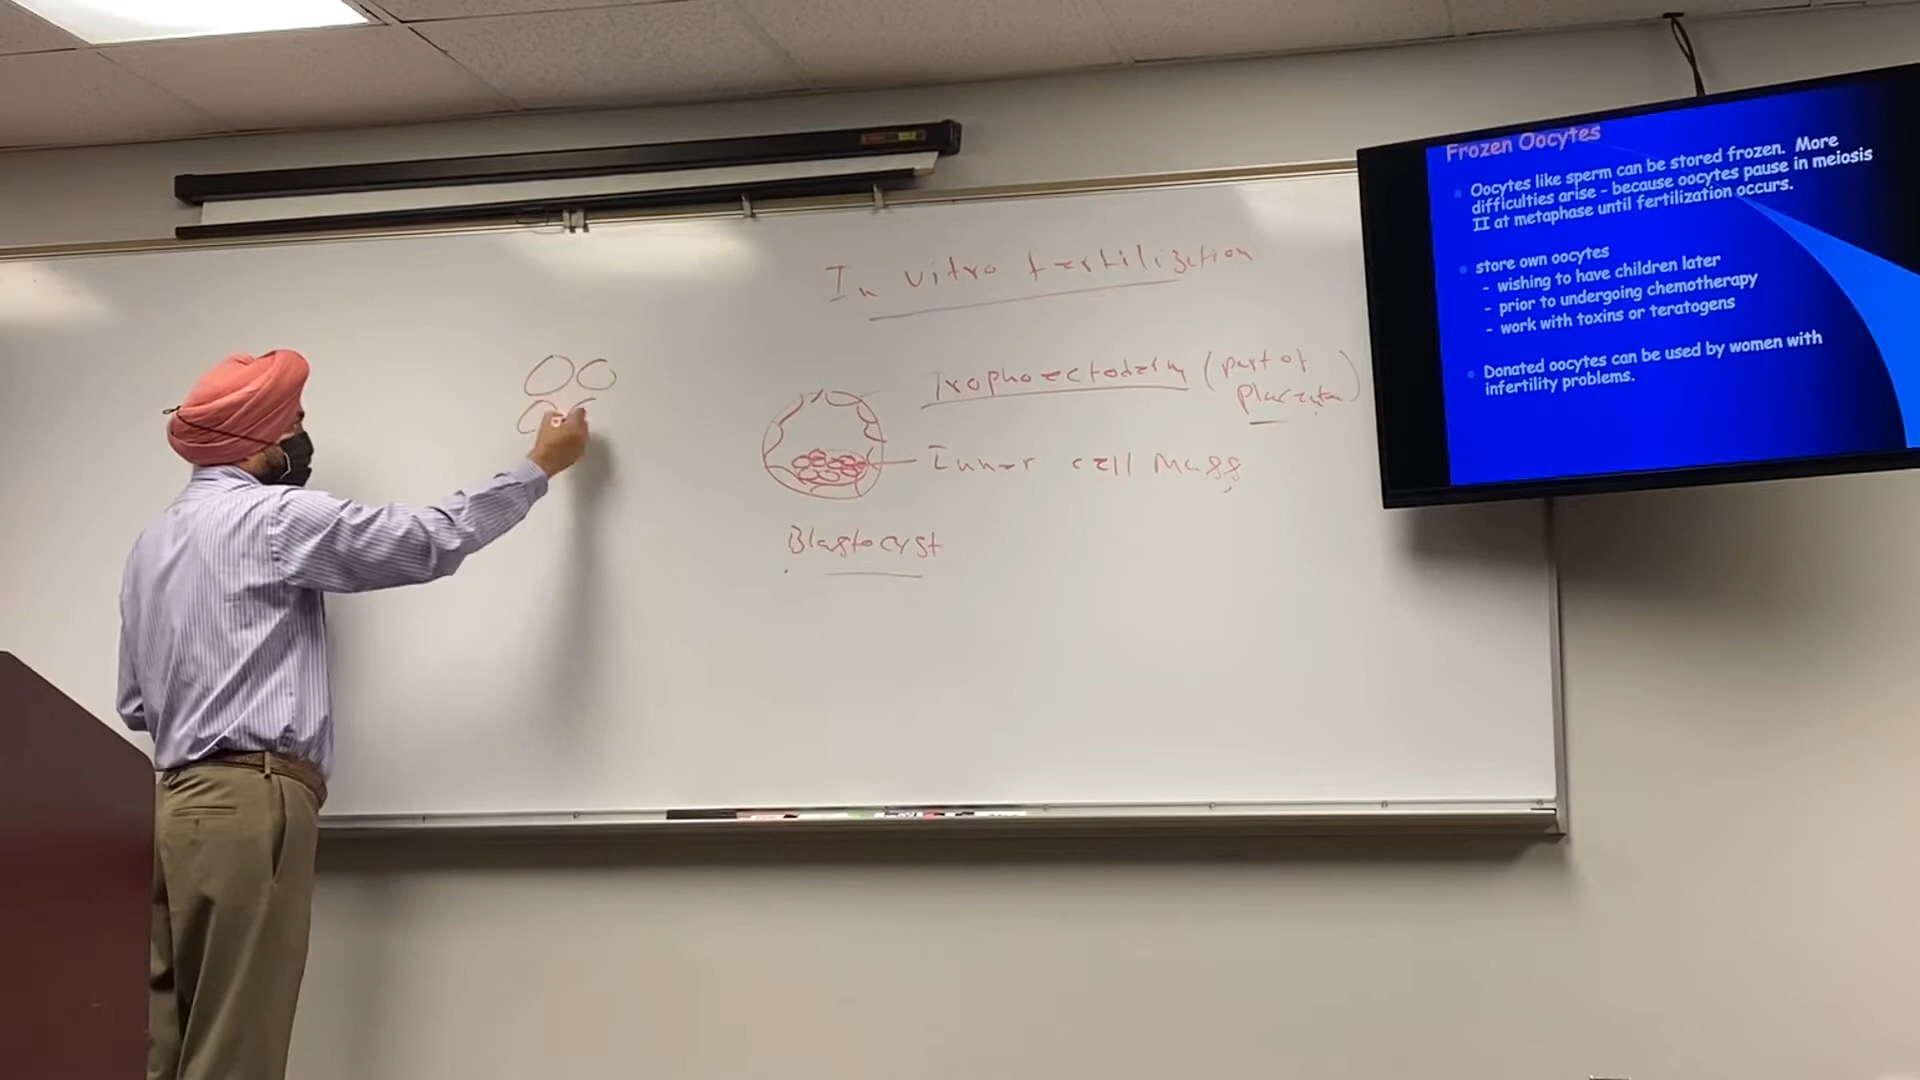 In vitro fertilization
Trophoectoderm (part of
placenta)
Inner cell Mass
Blastocyst
Frozen Oocytes
Oocytes like sperm can be stored frozen. More
difficulties arise - because oocytes pause in meiosis
II at metaphase until fertilization occurs.
store own oocytes
- wishing to have children later
- prior to undergoing chemotherapy
- work with toxins or teratogens
Donated oocytes can be used by women with
infertility problems.